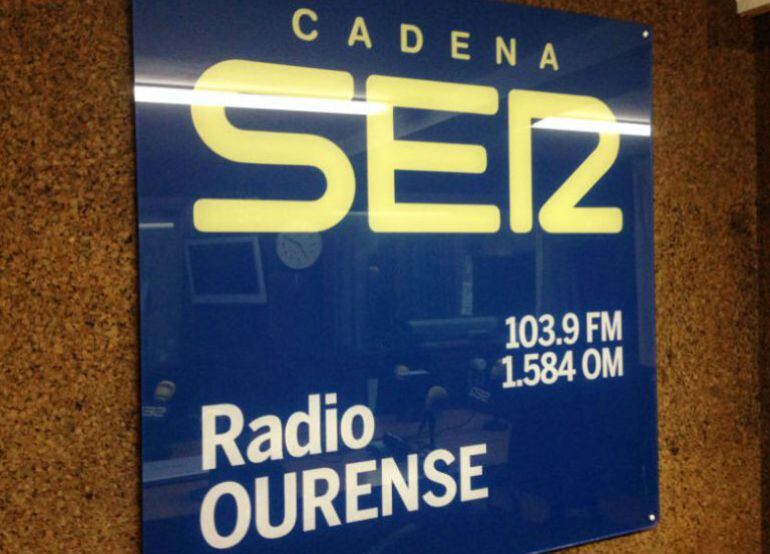 CADENA
SER
103.9 FM
1.584 OM
Radio
OURENSE